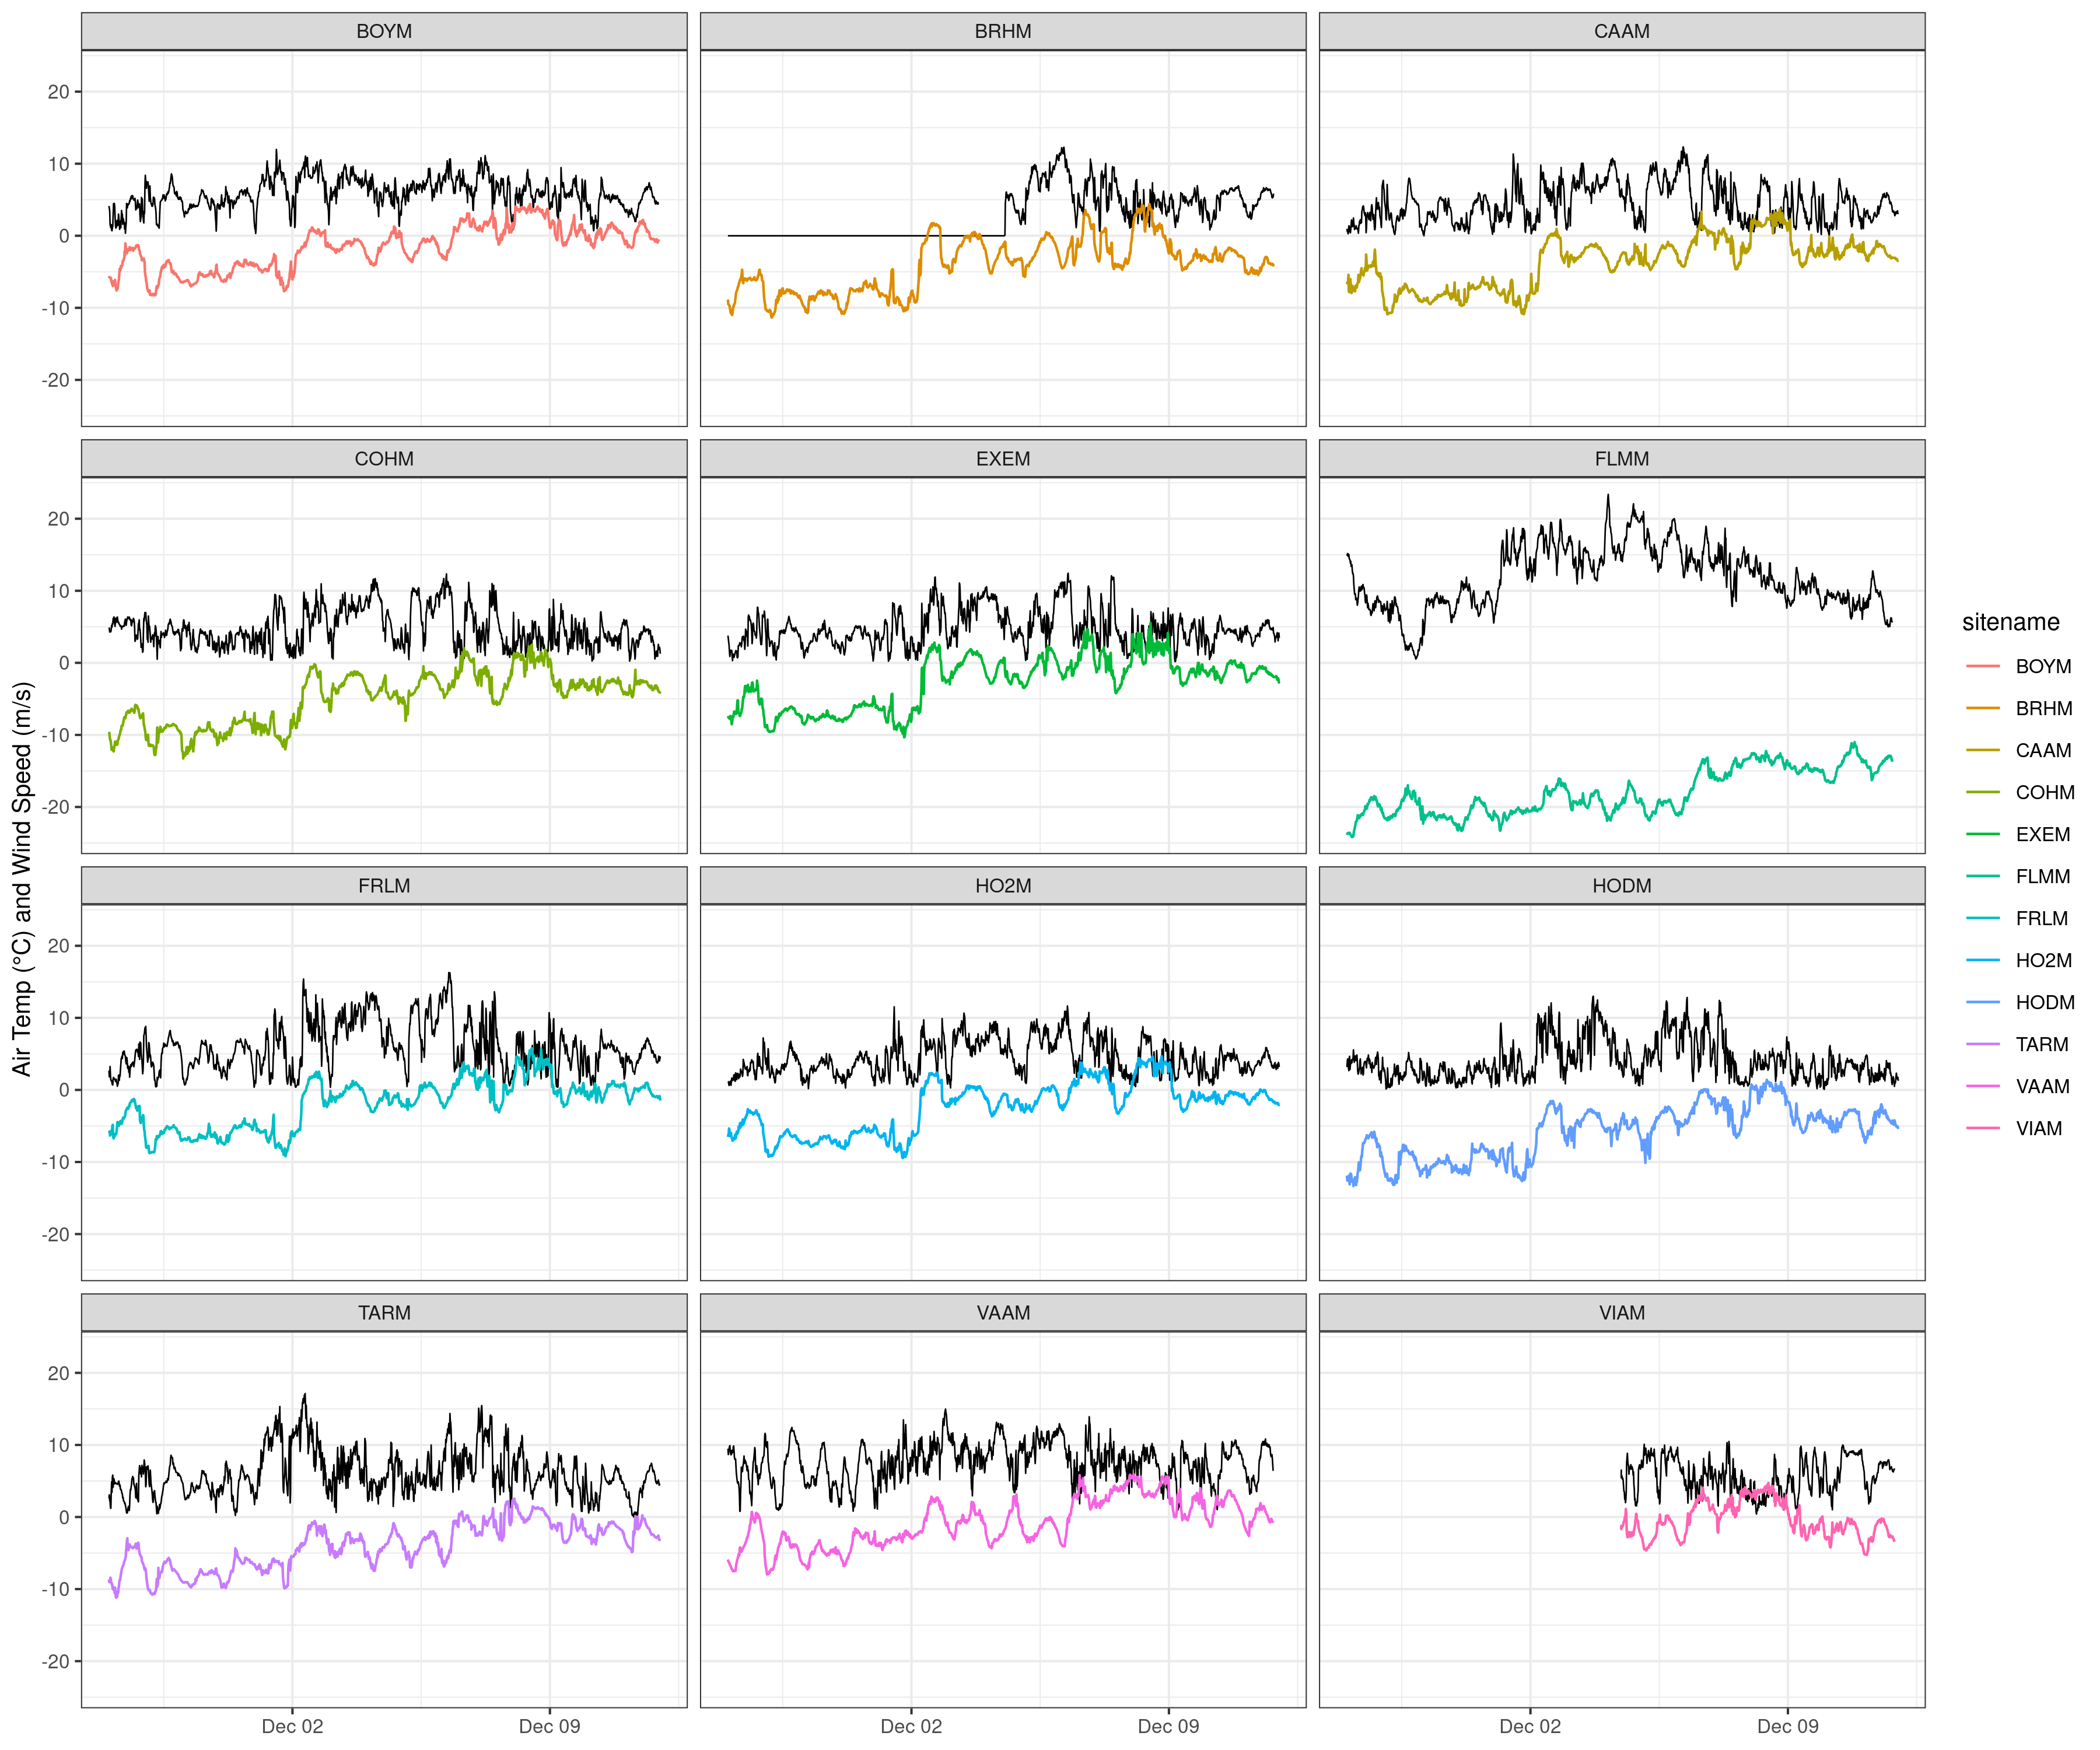 BOYM
BRHM
CAAM
20
10
0
-10
-20
COHM
EXEM
FLMM
20
10
0
-10
-20
FRLM
HO2M
HODM
20
10
0
-10
-20
TARM
VAAM
VIAM
20
10
0
-10
-20
Dec 02
Dec 09
Dec 02
Dec 09
Dec 02
Dec 09
Air Temp (°C) and Wind Speed (m/s)
sitename
BOYM
BRHM
CAAM
COHM
EXEM
FLMM
FRLM
HO2M
HODM
TARM
VAAM
VIAM